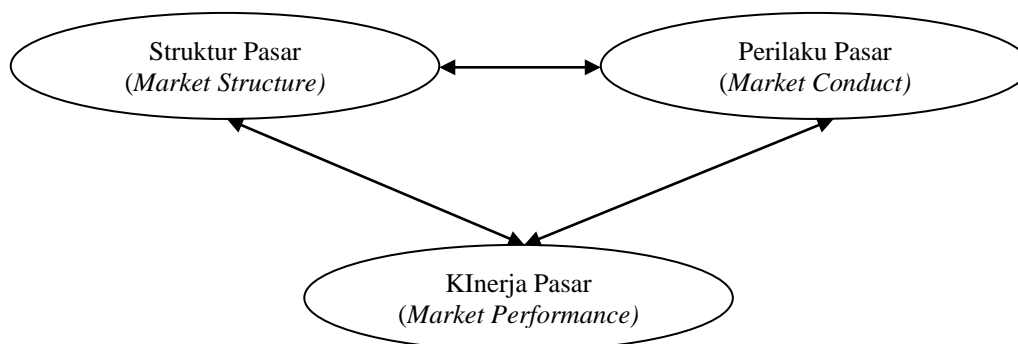 Struktur Pasar
(Market Structure)
Perilaku Pasar
(Market Conduct)
KInerja Pasar
(Market Performance)